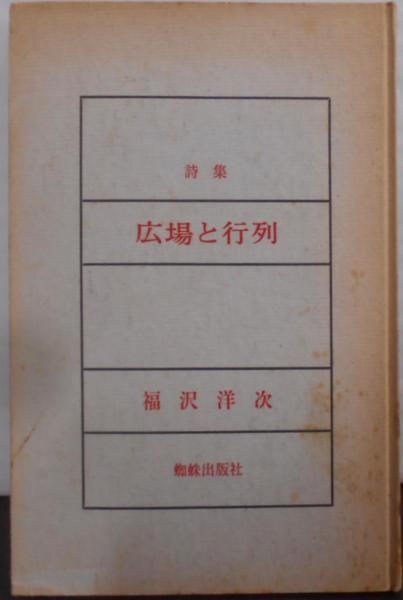 詩集
広場と行列
福沢洋次
蜘蛛出版社